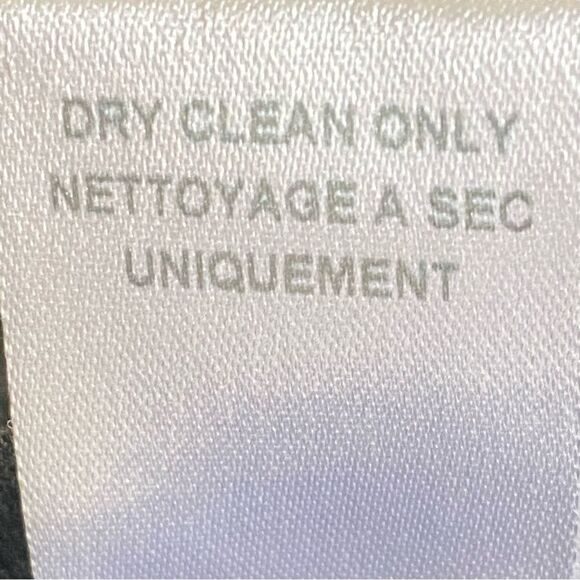 DRY CLEAN ONLY
NETTOYAGE A SEC
UNIQUEMENT